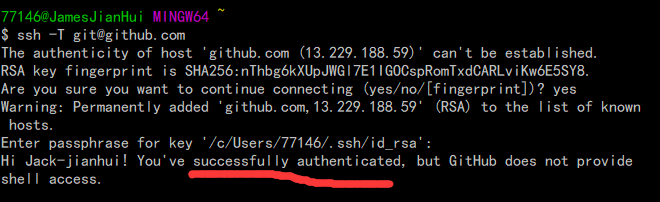 77146@JamesJianHui MINGW64 ~
$ ssh -T git@github.com
The authenticity of host 'github.com (13.229.188.59)' can't be established.
RSA key fingerprint is SHA256:nThbg6kXUpJWGl7E1IGOCspRomTxdCARLviKw6E5SY8.
Are you sure you want to continue connecting (yes/no/[fingerprint])? yes
Warning: Permanently added 'github.com,13.229.188.59' (RSA) to the list of known
hosts.
Enter passphrase for key '/c/Users/77146/.ssh/id_rsa':
Hi Jack-jianhui! You've successfully authenticated, but GitHub does not provide
shell access.